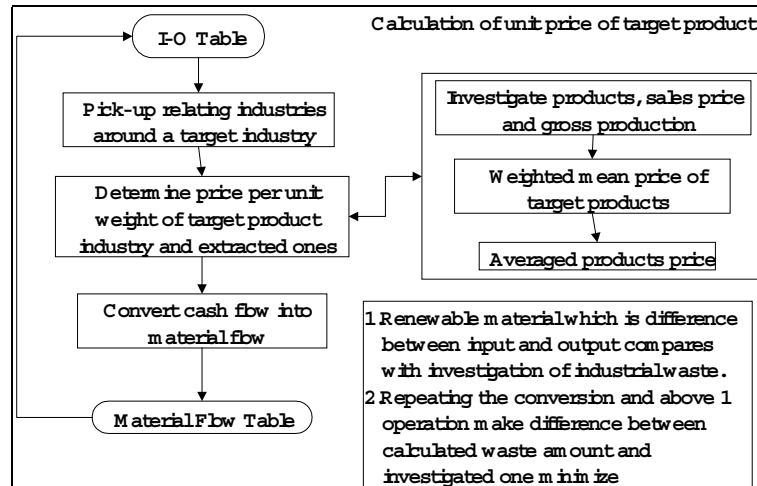 I-O Table
Pick-up relating industries
around a target industry
Determine price per unit
weight of target product
industry and extracted ones
Convert cash flow into
material flow
Material Flow Table
Calculation of unit price of target product
Investigate products, sales price
and gross production
Weighted mean price of
target products
Averaged products price
1.Renewable material which is difference
between input and output compares
with investigation of industrial waste.
2.Repeating the conversion and above 1
operation make difference between
calculated waste amount and
investigated one minimize